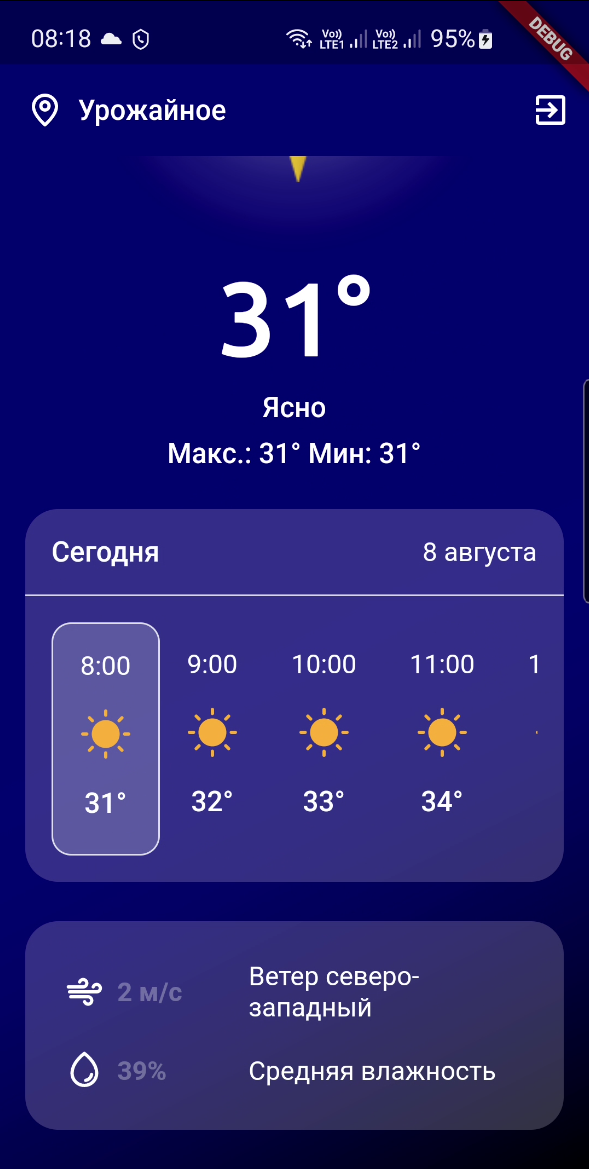 08:18 Vo)) LTE1 Vo)) LTE2 95%
DEBUG
Урожайное
31°
Ясно
Макс.: 31° Мин: 31°
Сегодня 8 августа
8:00 9:00 10:00 11:00 1
31° 32° 33° 34°
2 м/с Ветер северо-
западный
39% Средняя влажность